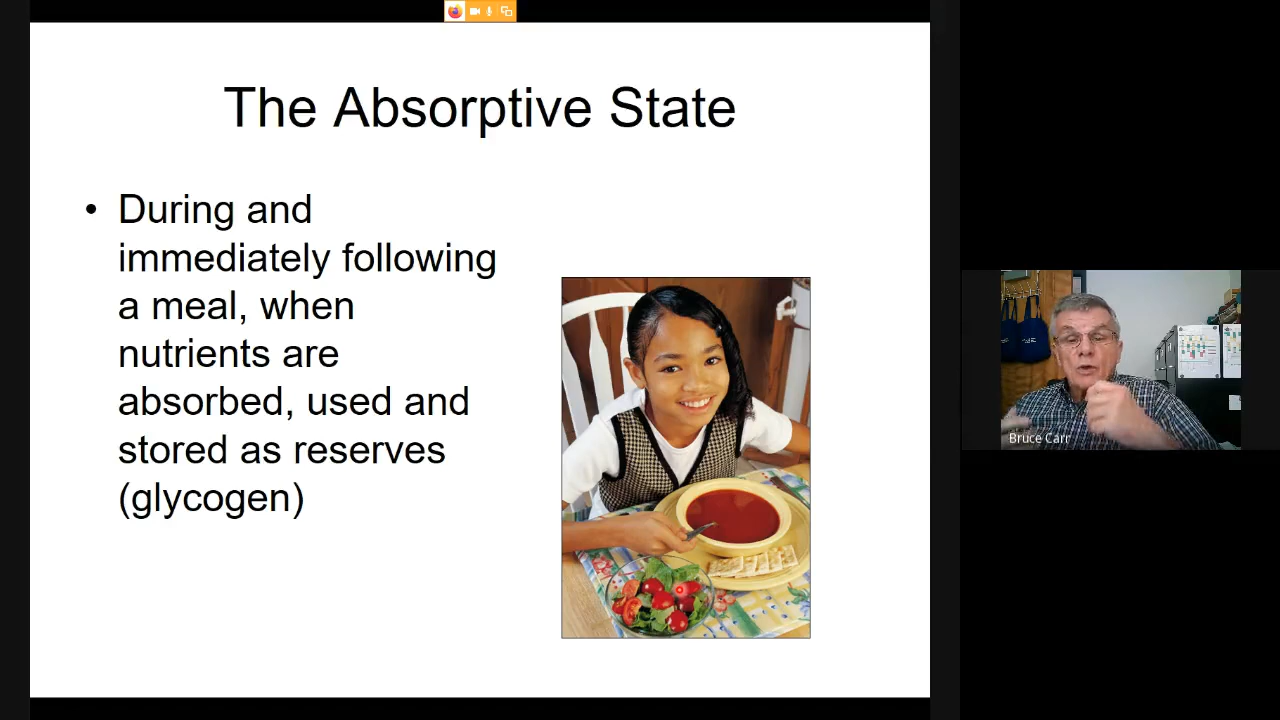 The Absorptive State
• During and
immediately following
a meal, when
nutrients are
absorbed, used and
stored as reserves
(glycogen)
Bruce Carr